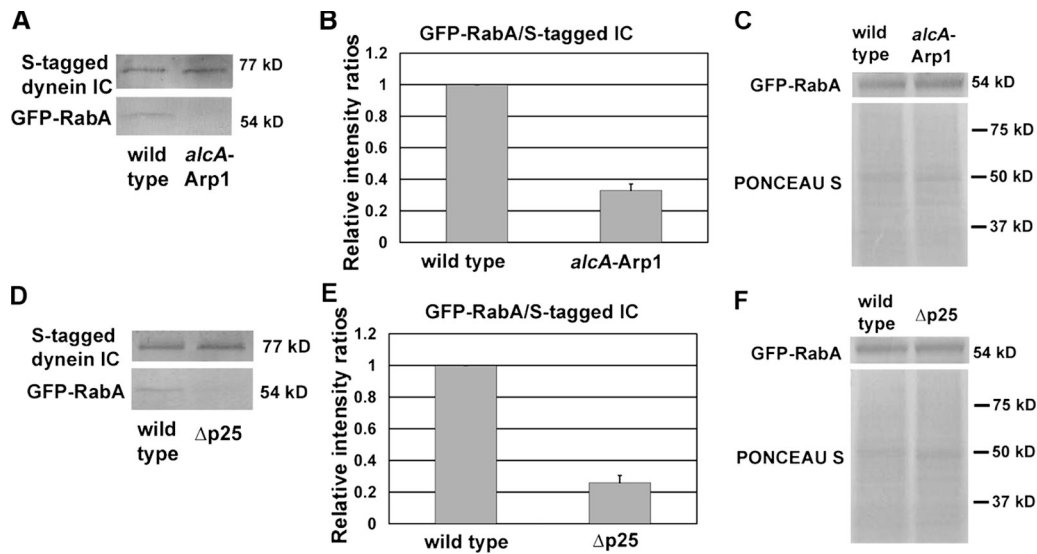 A
S-tagged
dynein IC
77 kD
GFP-RabA
54 kD
wild
type
alcA-
Arp1
B
GFP-RabA/S-tagged IC
Relative intensity ratios
1.2
1
0.8
0.6
0.4
0.2
0
wild type
alcA-Arp1
C
wild
type
alcA-
Arp1
GFP-RabA
54 kD
75 kD
PONCEAU S
50 kD
37 kD
D
S-tagged
dynein IC
77 kD
GFP-RabA
54 kD
wild
type
Δp25
E
GFP-RabA/S-tagged IC
Relative intensity ratios
1.2
1
0.8
0.6
0.4
0.2
0
wild type
Δp25
F
wild
type
Δp25
GFP-RabA
54 kD
75 kD
PONCEAU S
50 kD
37 kD